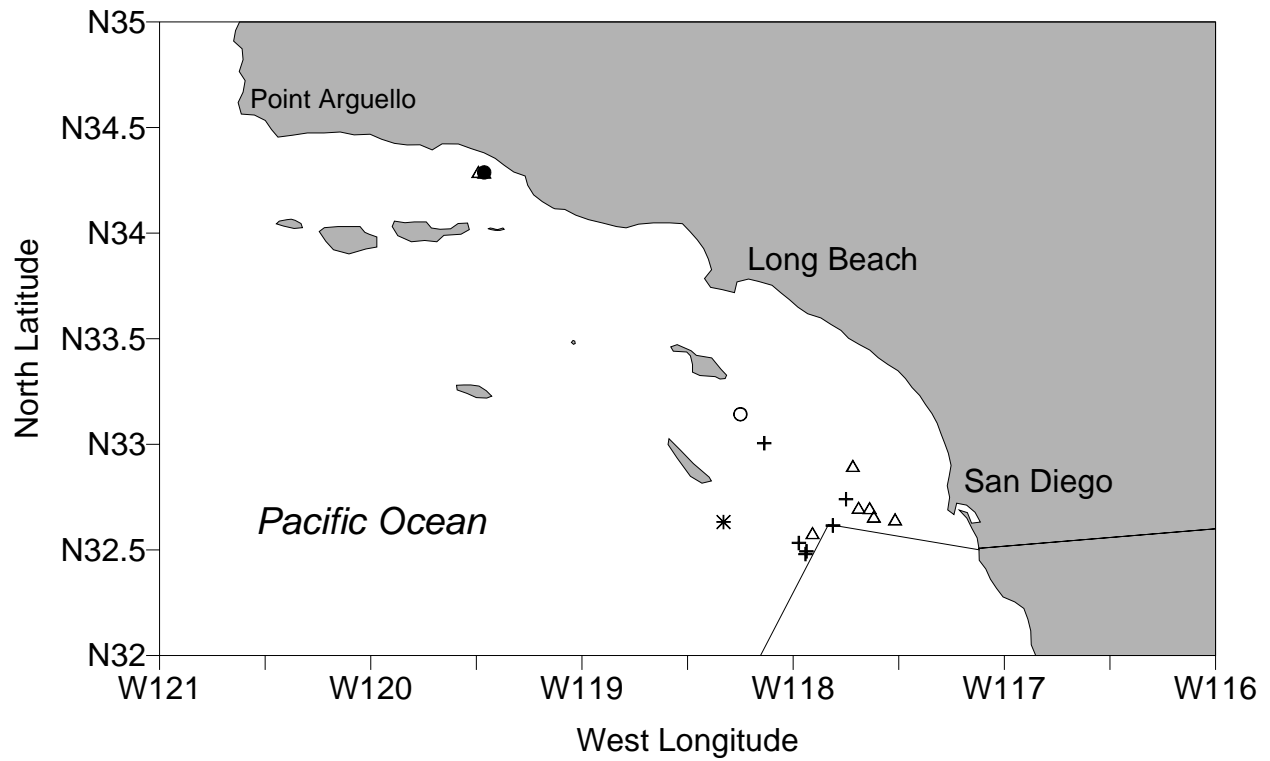 N35
Point Arguello
N34.5
N34
Long Beach
N33.5
N33
San Diego
Pacific Ocean
N32.5
N32
North Latitude
W121 W120 W119 W118 W117 W116
West Longitude